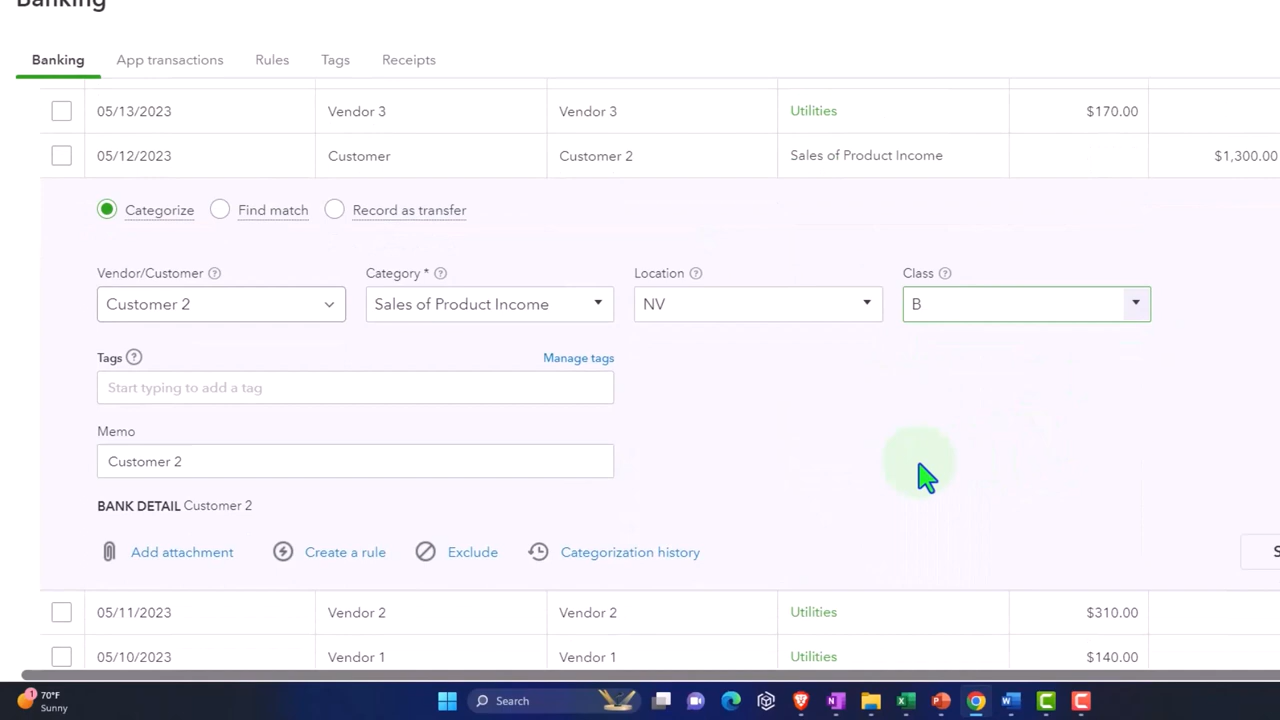 Banking
Banking App transactions Rules Tags Receipts
05/13/2023 Vendor 3 Vendor 3 Utilities $170.00
05/12/2023 Customer Customer 2 Sales of Product Income $1,300.00
Categorize Find match Record as transfer
Vendor/Customer Category * Location Class
Customer 2 Sales of Product Income NV B
Tags Manage tags
Start typing to add a tag
Memo
Customer 2
BANK DETAIL Customer 2
Add attachment Create a rule Exclude Categorization history S
05/11/2023 Vendor 2 Vendor 2 Utilities $310.00
05/10/2023 Vendor 1 Vendor 1 Utilities $140.00
1 70°F Search
Sunny